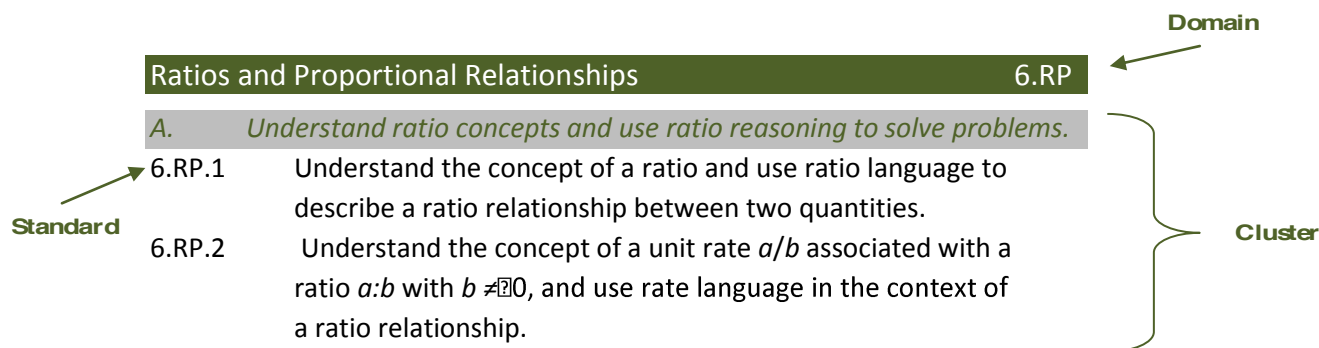 Domain
Ratios and Proportional Relationships 6.RP
A. Understand ratio concepts and use ratio reasoning to solve problems.
6.RP.1 Understand the concept of a ratio and use ratio language to
describe a ratio relationship between two quantities.
Standard
Cluster
6.RP.2 Understand the concept of a unit rate a/b associated with a
ratio a:b with b ≠�0, and use rate language in the context of
a ratio relationship.